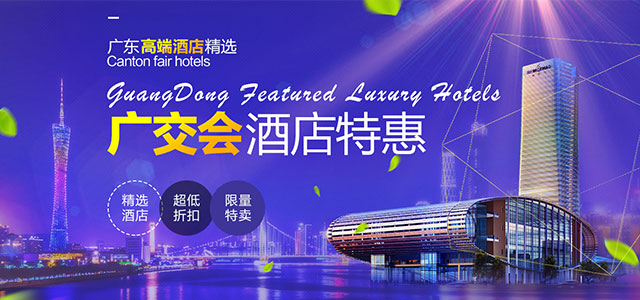 广东高端酒店精选
Canton fair hotels
GuangDong Featured Luxury Hotels
广交会酒店特惠
精选
酒店
超低
折扣
限量
特卖